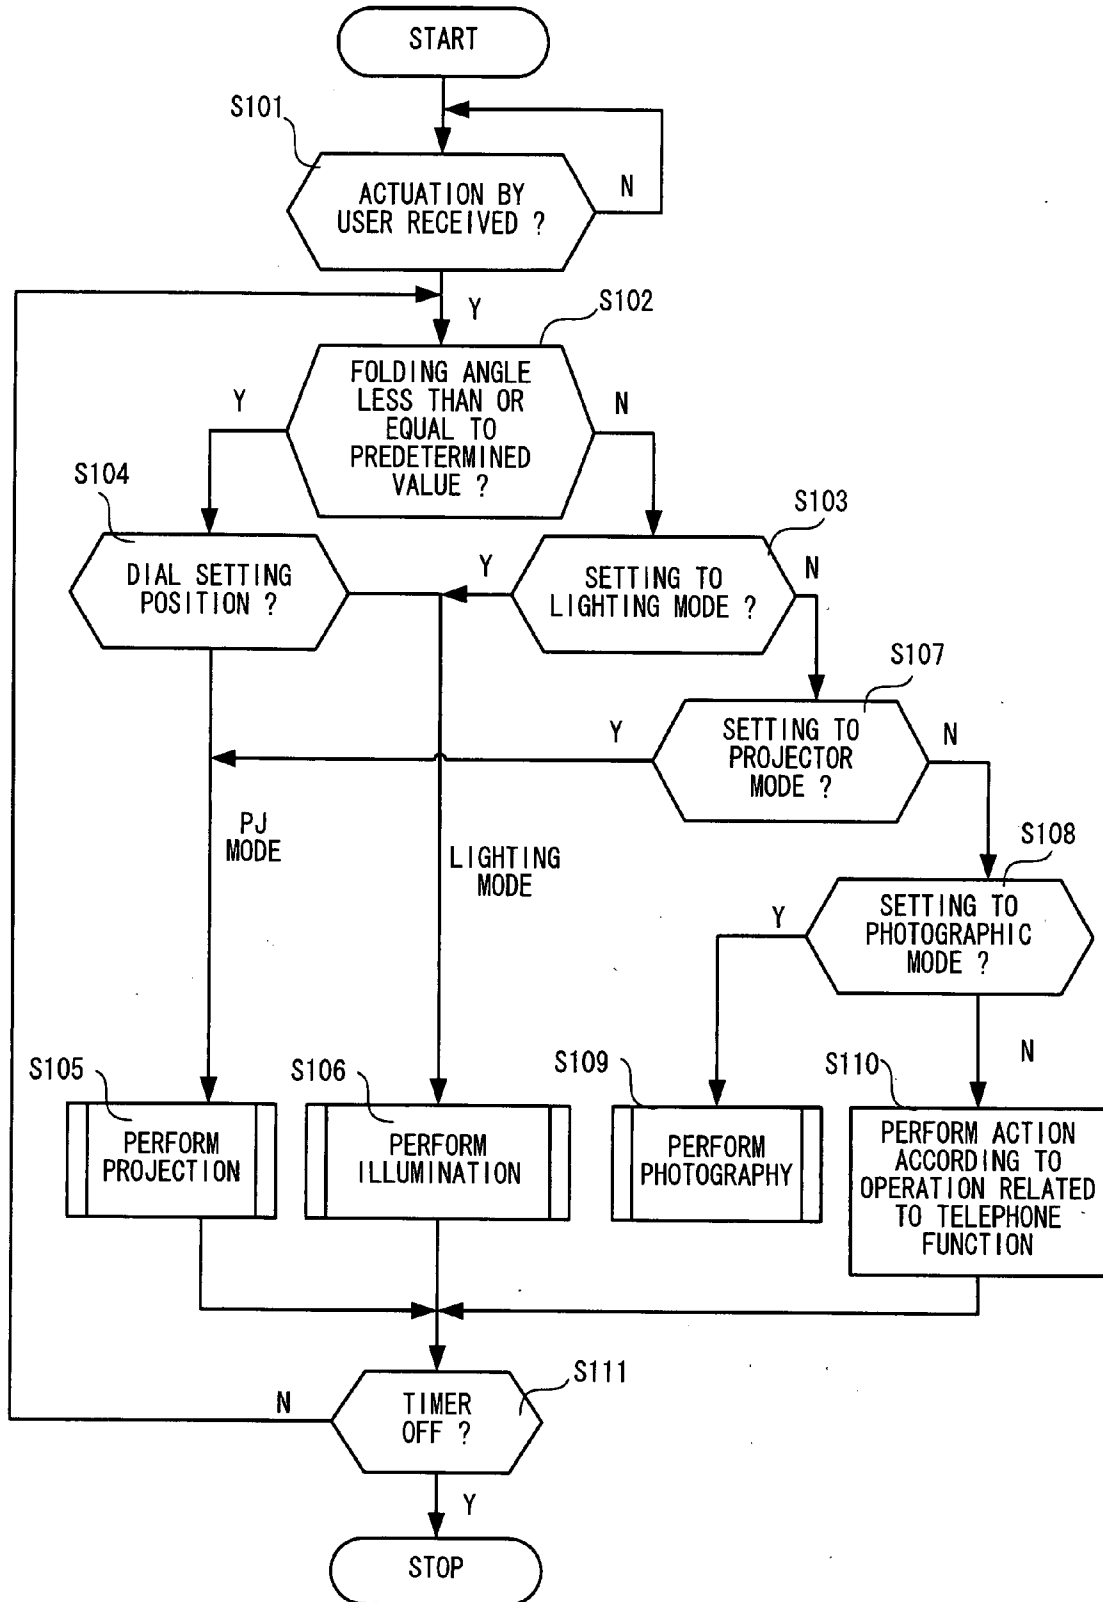 START
S101
ACTUATION BY
USER RECEIVED ?
N
Y
S102
FOLDING ANGLE
LESS THAN OR
EQUAL TO
PREDETERMINED
VALUE ?
Y
N
S104
DIAL SETTING
POSITION ?
S103
SETTING TO
LIGHTING MODE ?
Y
N
S107
SETTING TO
PROJECTOR
MODE ?
Y
N
PJ
MODE
LIGHTING
MODE
S108
SETTING TO
PHOTOGRAPHIC
MODE ?
Y
N
S105
PERFORM
PROJECTION
S106
PERFORM
ILLUMINATION
S109
PERFORM
PHOTOGRAPHY
S110
PERFORM ACTION
ACCORDING TO
OPERATION RELATED
TO TELEPHONE
FUNCTION
S111
TIMER
OFF ?
N
Y
STOP